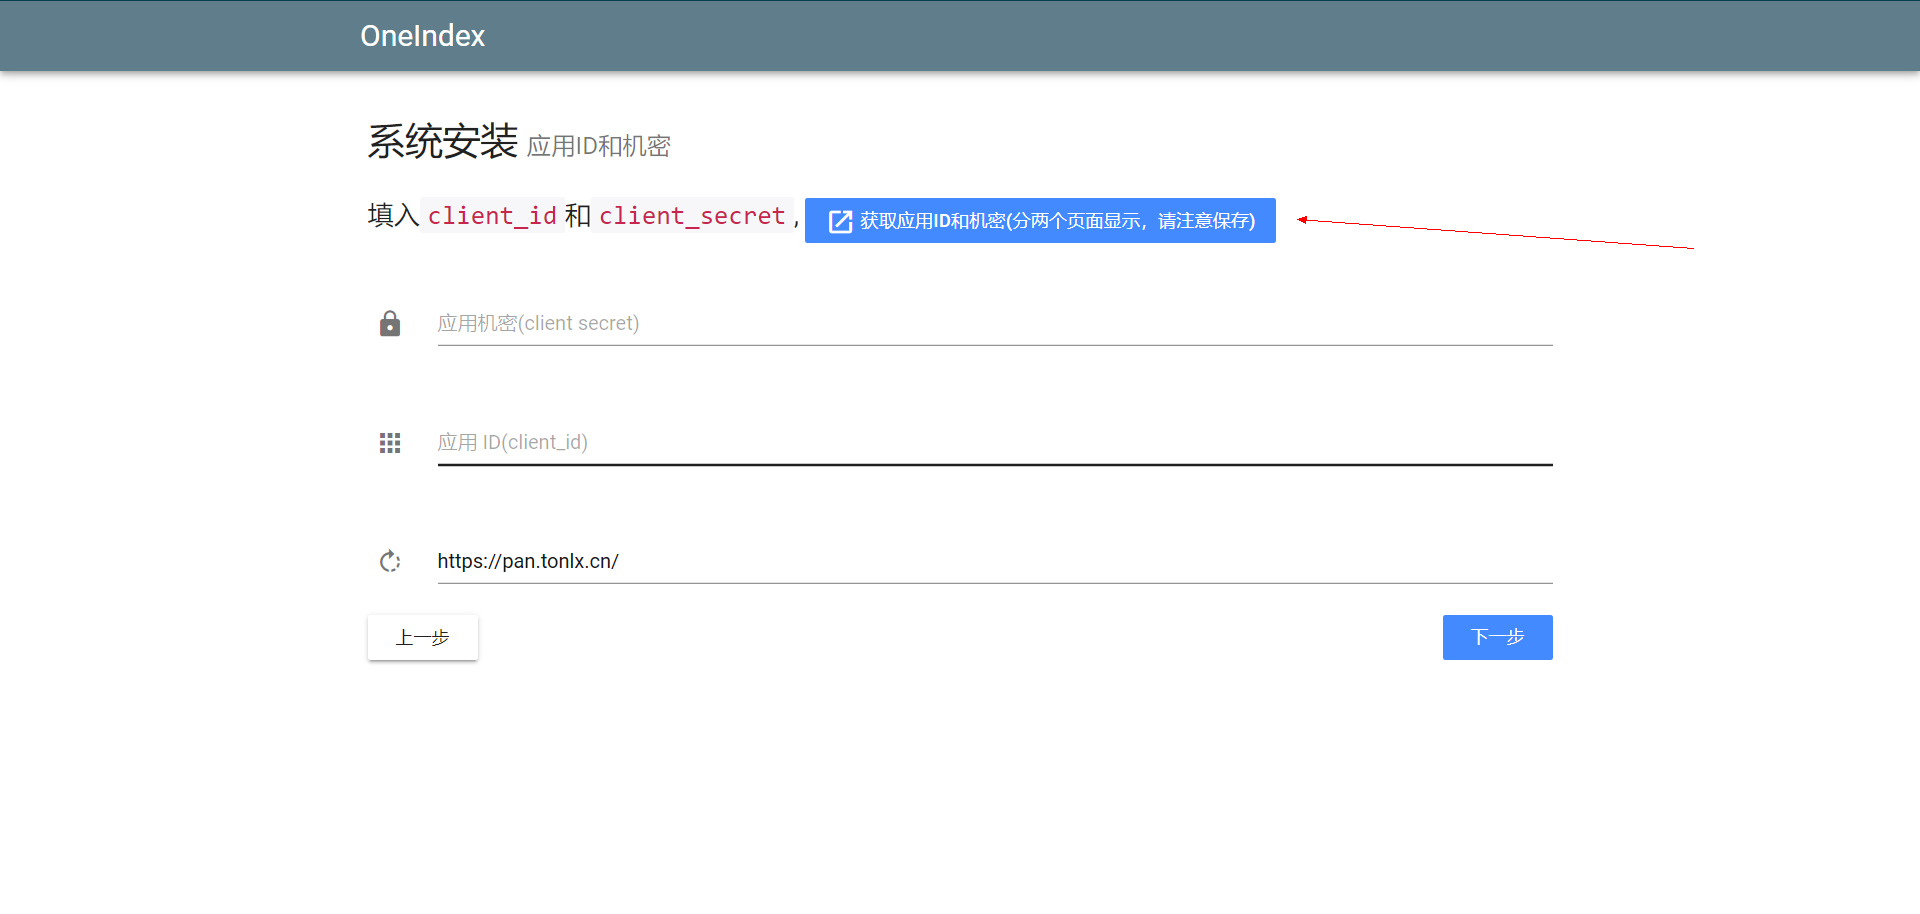 OneIndex
系统安装 应用ID和机密
填入 client_id 和 client_secret , 获取应用ID和机密(分两个页面显示，请注意保存)
应用机密(client secret)
应用 ID(client_id)
https://pan.tonlx.cn/
上一步 下一步